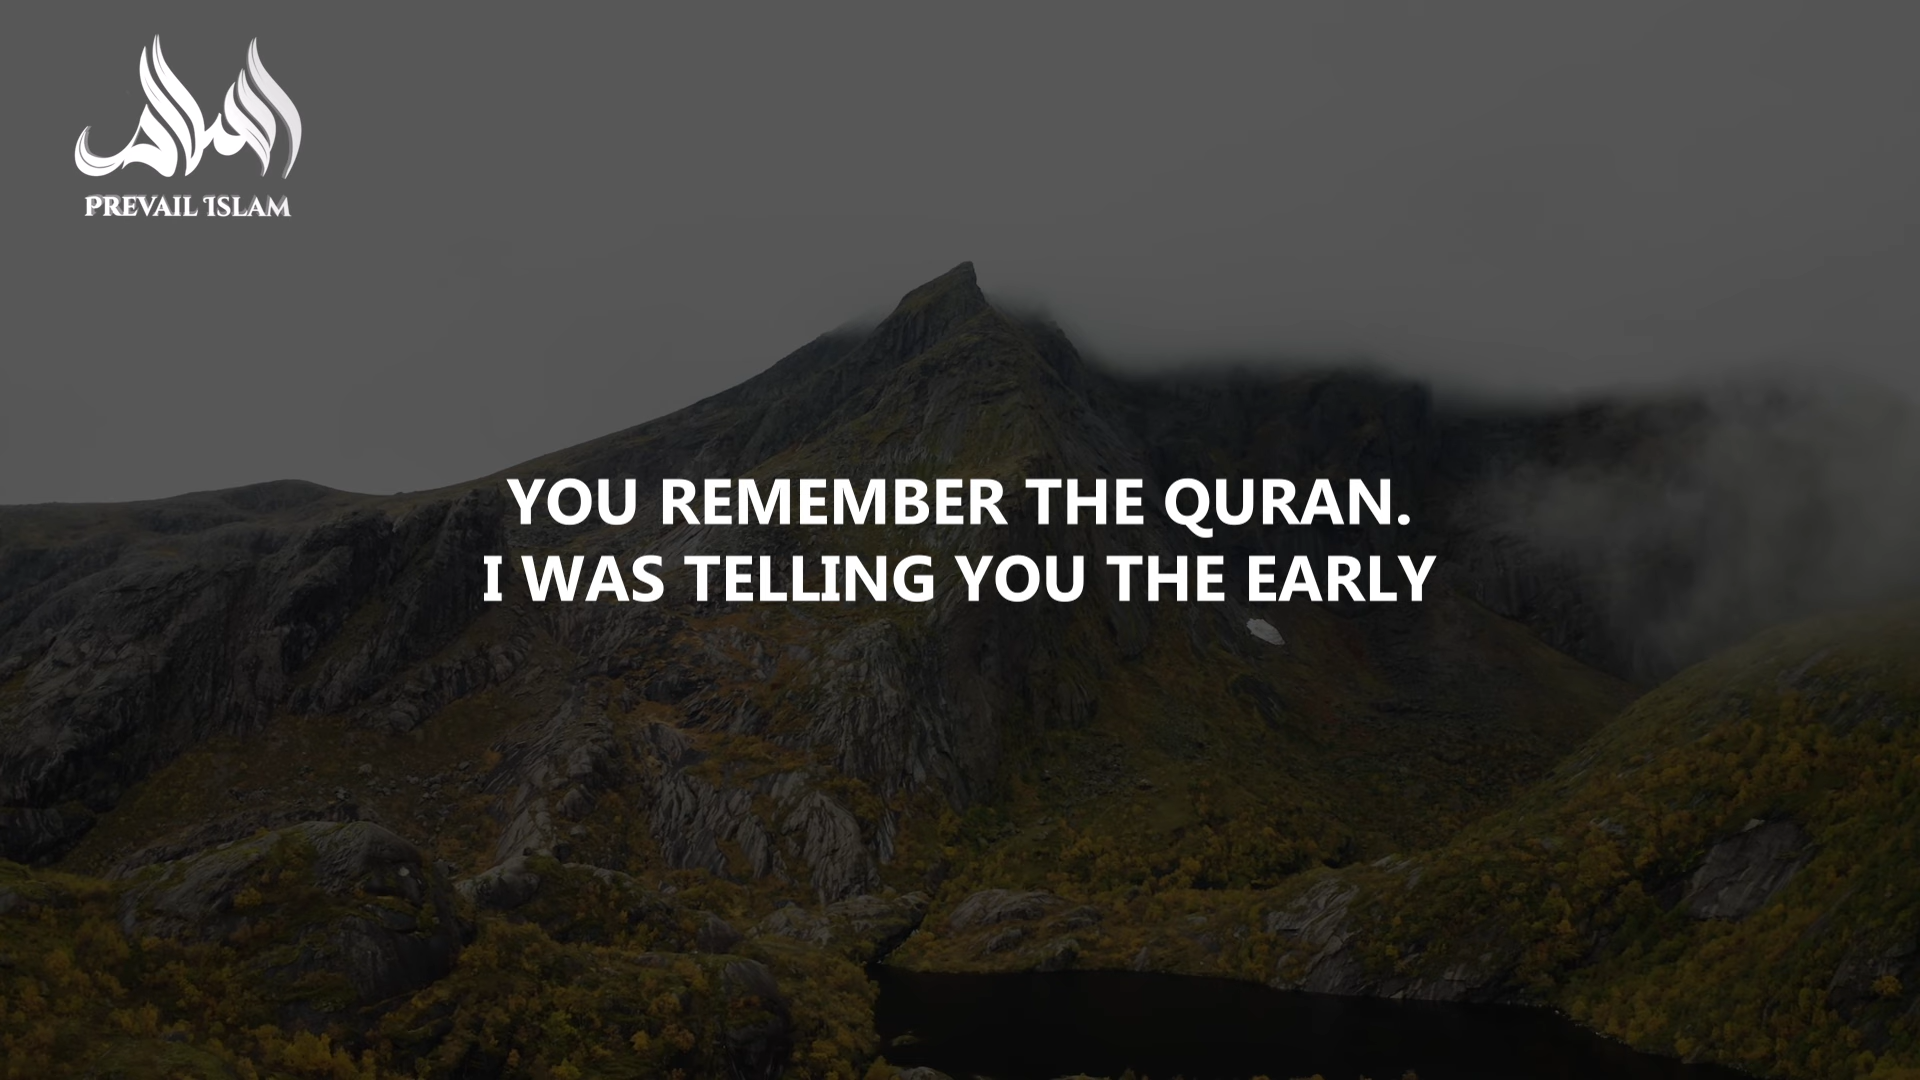 PREVAIL ISLAM
YOU REMEMBER THE QURAN.
I WAS TELLING YOU THE EARLY